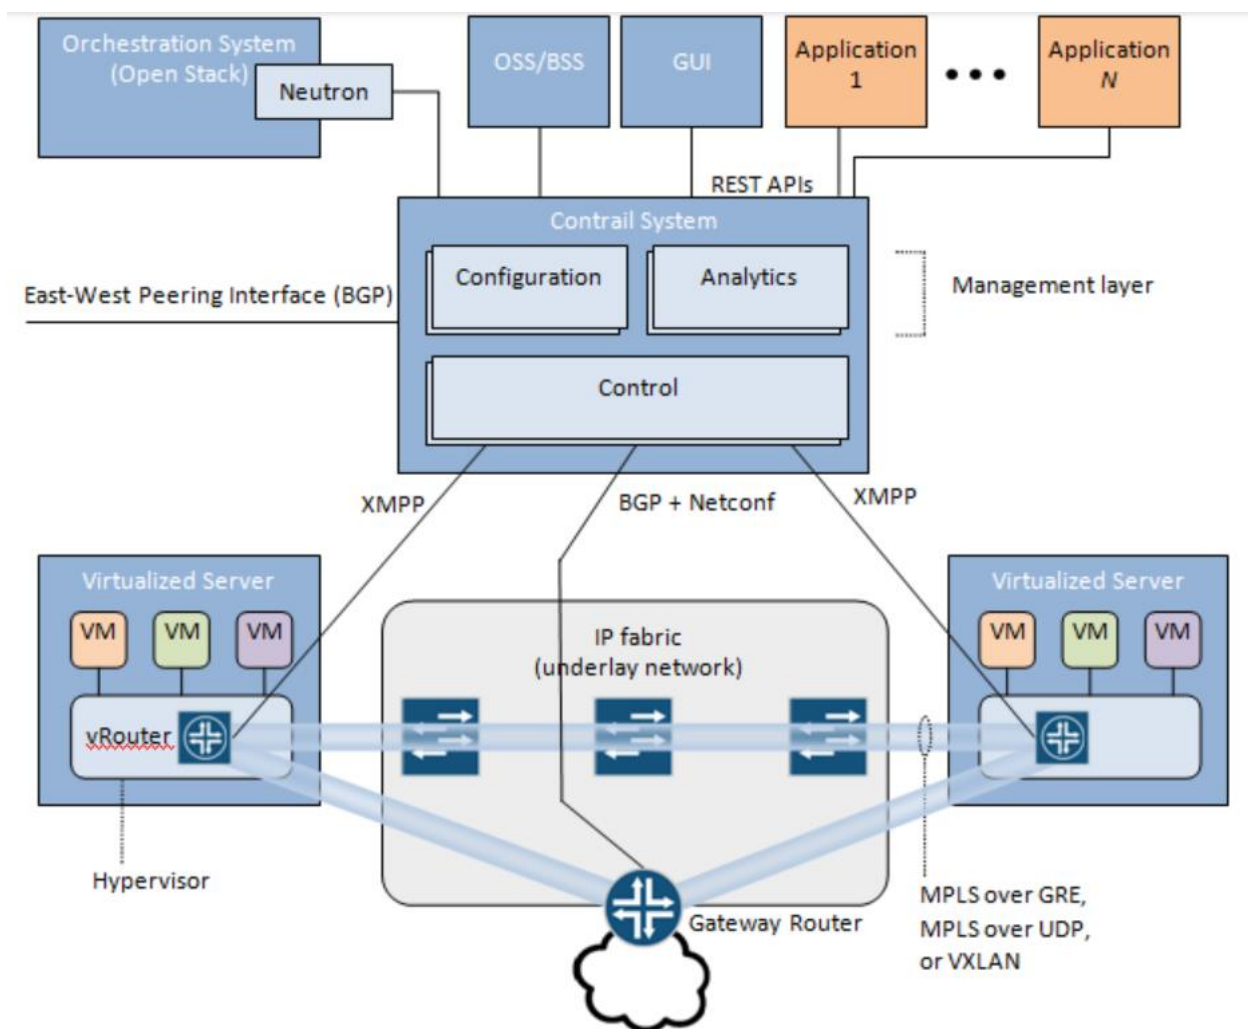 Orchestration System
(Open Stack)
Neutron
OSS/BSS
GUI
Application
1
Application
N
REST APIs
Contrail System
Configuration
Analytics
Management layer
East-West Peering Interface (BGP)
Control
XMPP
BGP + Netconf
XMPP
Virtualized Server
VM
VM
VM
vRouter
Hypervisor
IP fabric
(underlay network)
Virtualized Server
VM
VM
VM
Gateway Router
MPLS over GRE,
MPLS over UDP,
or VXLAN